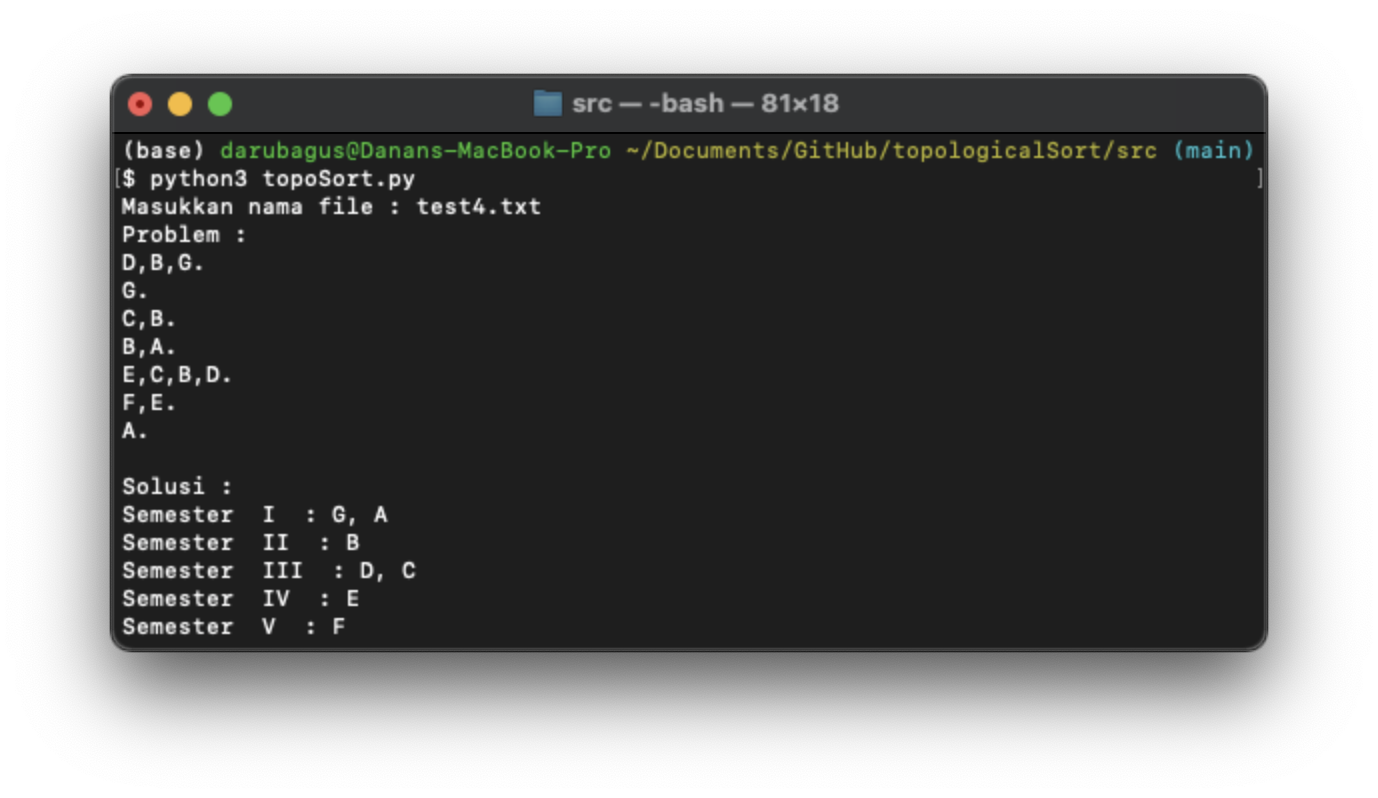 src — -bash — 81×18
(base) darubagus@Danans-MacBook-Pro ~/Documents/GitHub/topologicalSort/src (main)
[$ python3 topoSort.py ]
Masukkan nama file : test4.txt
Problem :
D,B,G.
G.
C,B.
B,A.
E,C,B,D.
F,E.
A.

Solusi :
Semester  I  : G, A
Semester  II  : B
Semester  III  : D, C
Semester  IV  : E
Semester  V  : F